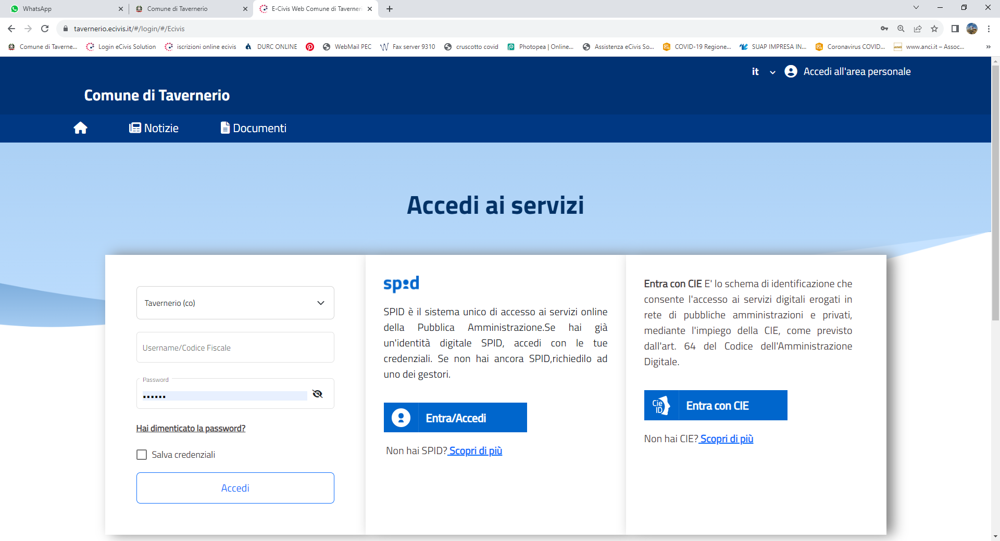 WhatsApp
Comune di Tavernerio
E-Civis Web Comune di Taverneri
tavernerio.ecivis.it/#/login/#/Ecivis
Comune di Taverne...
Login eCivis Solution
iscrizioni online ecivis
DURC ONLINE
WebMail PEC
Fax server 9310
cruscotto covid
Photopea | Online...
Assistenza eCivis So...
COVID-19 Regione...
SUAP IMPRESA IN...
Coronavirus COVID...
www.anci.it – Assoc...
»
it
Accedi all'area personale
Comune di Tavernerio
Notizie
Documenti
Accedi ai servizi
Tavernerio (co)
Username/Codice Fiscale
Password
Hai dimenticato la password?
Salva credenziali
Accedi
spid
SPID è il sistema unico di accesso ai servizi online
della Pubblica Amministrazione.Se hai già
un'identità digitale SPID, accedi con le tue
credenziali. Se non hai ancora SPID,richiedilo ad
uno dei gestori.
Entra/Accedi
Non hai SPID? Scopri di più
Entra con CIE E' lo schema di identificazione che
consente l'accesso ai servizi digitali erogati in
rete di pubbliche amministrazioni e privati,
mediante l'impiego della CIE, come previsto
dall'art. 64 del Codice dell'Amministrazione
Digitale.
Cie
ID
Entra con CIE
Non hai CIE? Scopri di più